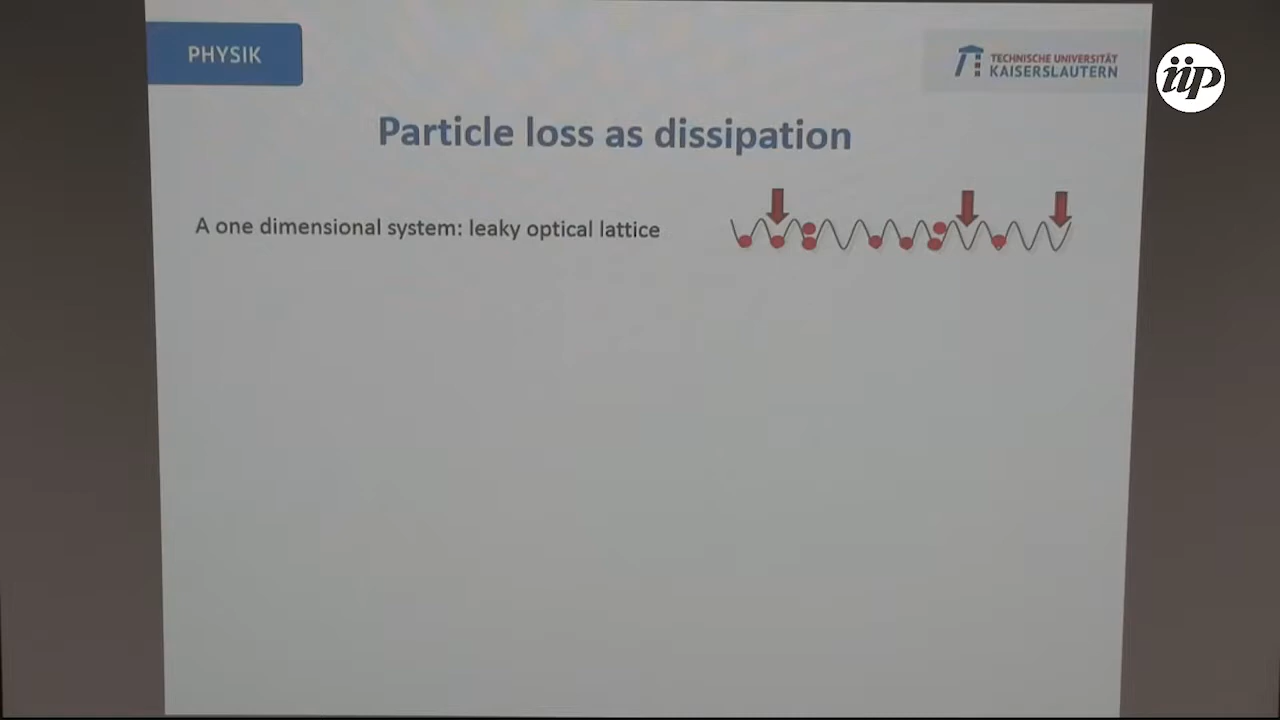 PHYSIK
TECHNISCHE UNIVERSITÄT
KAISERSLAUTERN
iip
Particle loss as dissipation
A one dimensional system: leaky optical lattice